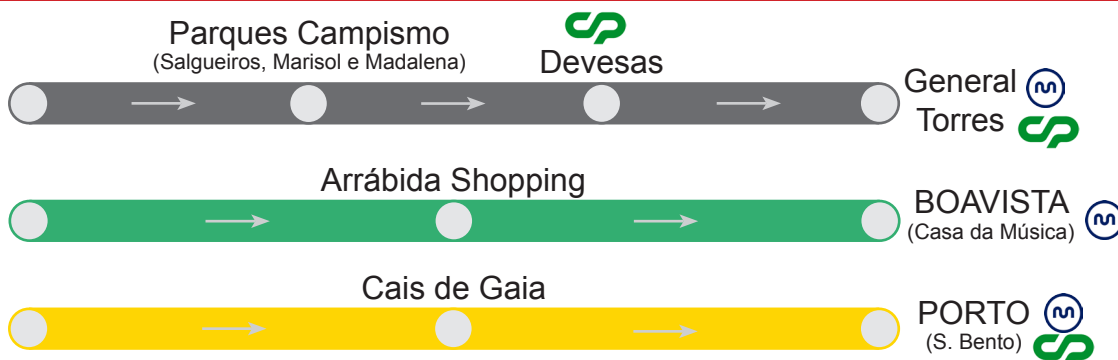 Parques Campismo
(Salgueiros, Marisol e Madalena)
Devesas
General
Torres
Arrábida Shopping
BOAVISTA
(Casa da Música)
Cais de Gaia
PORTO
(S. Bento)